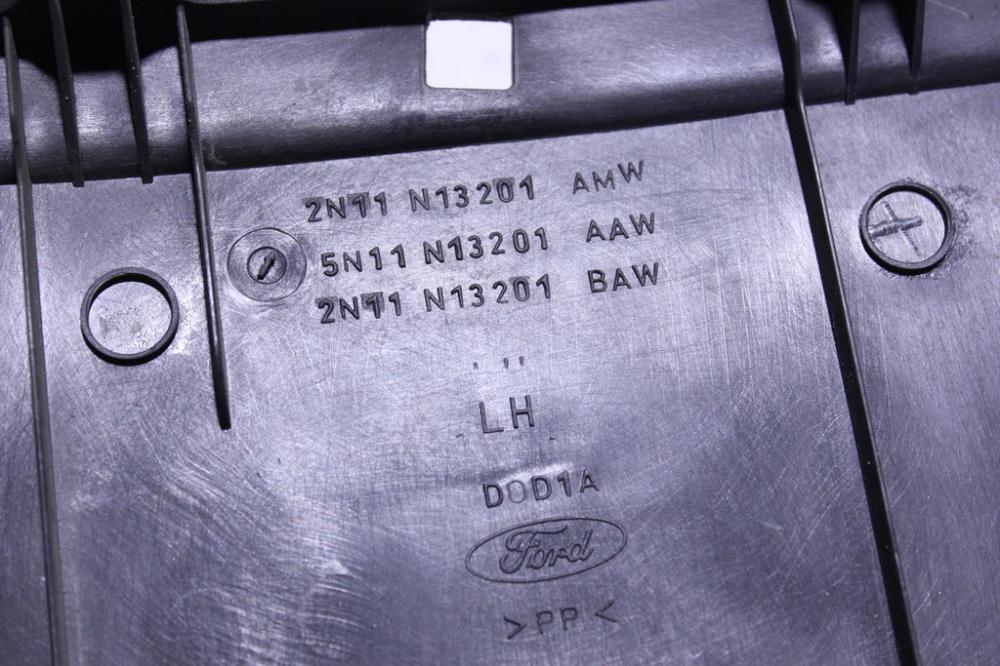 2N11 N13201 AMW
5N11 N13201 AAW
2N11 N13201 BAW
LH
D0D1A
Ford
>PP<